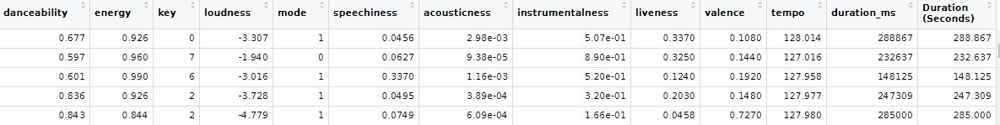 danceability energy key loudness mode speechiness acousticness instrumentalness liveness valence tempo duration_ms Duration (Seconds)
0.677 0.926 0 -3.307 1 0.0456 2.98e-03 5.07e-01 0.3370 0.1080 128.014 288867 288.867
0.597 0.960 7 -1.940 0 0.0627 9.38e-05 8.90e-01 0.3250 0.1440 127.016 232637 232.637
0.601 0.990 6 -3.016 1 0.3370 1.16e-03 5.20e-01 0.1240 0.1920 127.958 148125 148.125
0.836 0.926 2 -3.728 1 0.0495 3.89e-04 3.20e-01 0.2030 0.1480 127.977 247309 247.309
0.843 0.844 2 -4.779 1 0.0749 6.09e-04 1.66e-01 0.0458 0.7270 127.980 285000 285.000